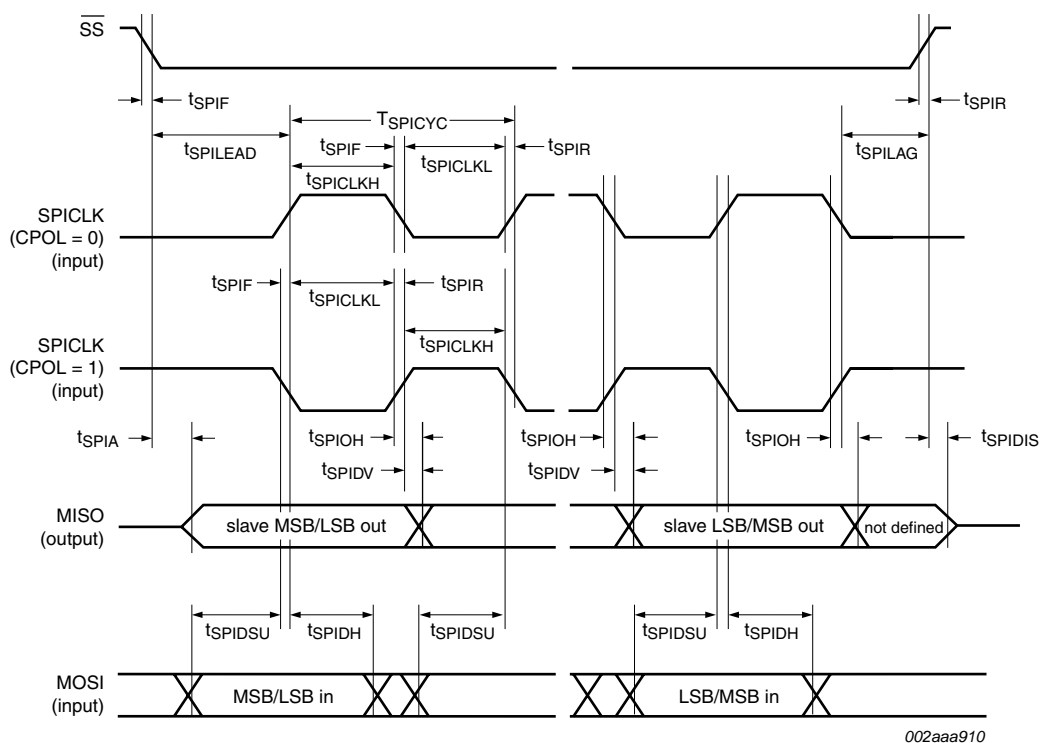 SS
tSPIF
tSPIR
TSPICYC
tSPILEAD
tSPIF
tSPICLKL
tSPIR
tSPILAG
tSPICLKH
SPICLK
(CPOL = 0)
(input)
tSPIF
tSPICLKL
tSPIR
tSPICLKH
SPICLK
(CPOL = 1)
(input)
tSPIA
tSPIOH
tSPIOH
tSPIOH
tSPIDIS
tSPIDV
tSPIDV
MISO
(output)
slave MSB/LSB out
slave LSB/MSB out
not defined
tSPIDSU
tSPIDH
tSPIDSU
tSPIDSU
tSPIDH
MOSI
(input)
MSB/LSB in
LSB/MSB in
002aaa910